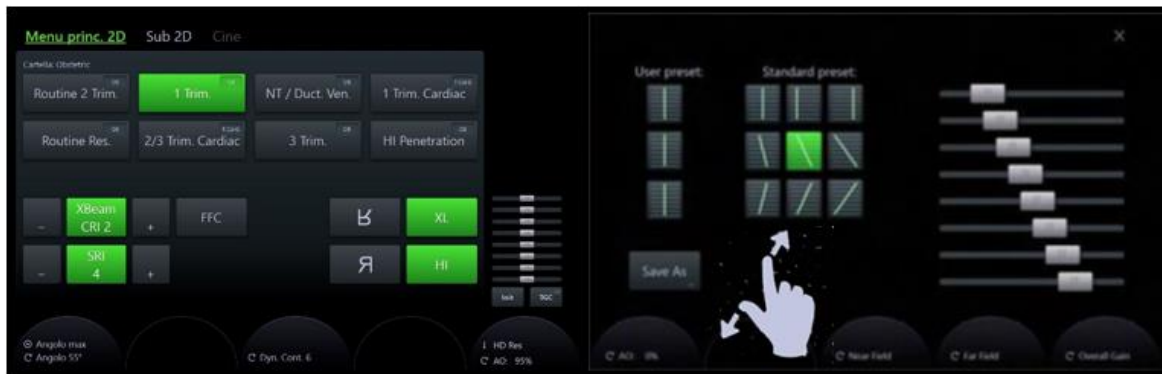 Menu princ. 2D Sub 2D Cine
Cartella: Obstetric
Routine 2 Trim. 1 Trim. NT / Duct. Ven. 1 Trim. Cardiac
Routine Res. 2/3 Trim. Cardiac 3 Trim. HI Penetration
XBeam
CRI 2
- + FFC XL
SRI
4
- + HI
TGC
Angolo max
Angolo 55°
Dyn. Cont. 6
HD Res
AO: 95%
×
User preset: Standard preset:
Save As
AO: 0% Near Field Far Field Overall Gain